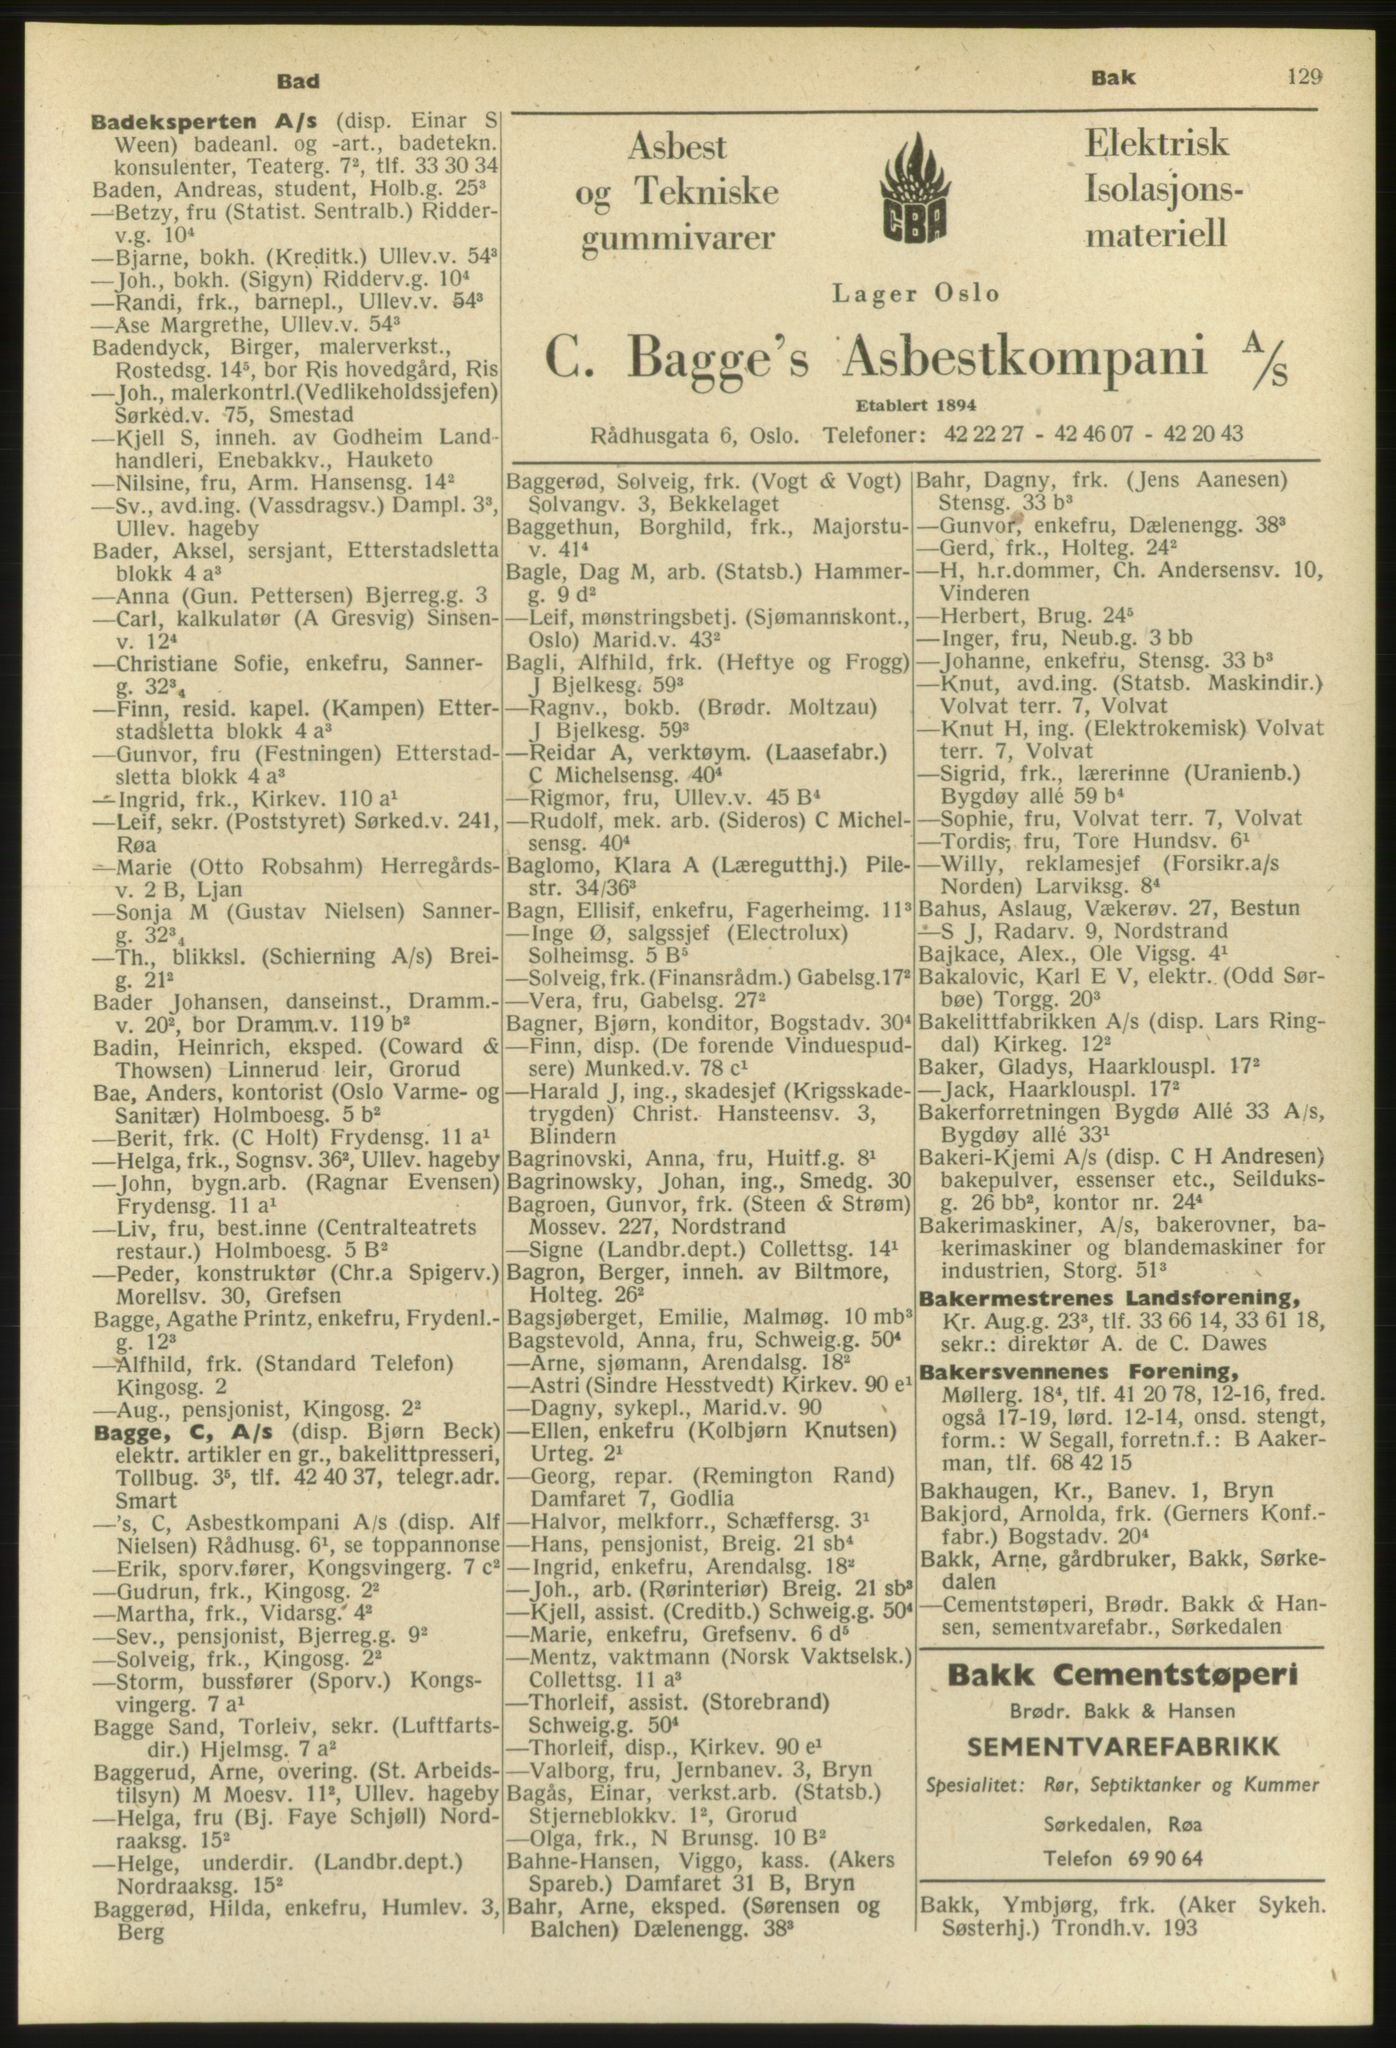 Bad
Bak
129
Badeksperten A/s (disp. Einar S
Ween) badeanl. og -art., badetekn.
konsulenter, Teaterg. 7², tlf. 33 30 34
Baden, Andreas, student, Holb.g. 25³
—Betzy, fru (Statist. Sentralb.) Ridder-
v.g. 10⁴
—Bjarne, bokh. (Kreditk.) Ullev.v. 54³
—Joh., bokh. (Sigyn) Ridderv.g. 10⁴
—Randi, frk., barnepl., Ullev.v. 54³
—Åse Margrethe, Ullev.v. 54³
Badendyck, Birger, malerverkst.,
Rostedsg. 14⁵, bor Ris hovedgård, Ris
—Joh., malerkontrl.(Vedlikeholdssjefen)
Sørked.v. 75, Smestad
—Kjell S, inneh. av Godheim Land-
handleri, Enebakkv., Hauketo
—Nilsine, fru, Arm. Hansensg. 14²
—Sv., avd.ing. (Vassdragsv.) Dampl. 3³,
Ullev. hageby
Bader, Aksel, sersjant, Etterstadsletta
blokk 4 a³
—Anna (Gun. Pettersen) Bjerreg.g. 3
—Carl, kalkulatør (A Gresvig) Sinsen-
v. 12⁴
—Christiane Sofie, enkefru, Sanner-
g. 32³₄
—Finn, resid. kapel. (Kampen) Etter-
stadsletta blokk 4 a³
—Gunvor, fru (Festningen) Etterstad-
sletta blokk 4 a³
—Ingrid, frk., Kirkev. 110 a¹
—Leif, sekr. (Poststyret) Sørked.v. 241,
Røa
—Marie (Otto Robsahm) Herregårds-
v. 2 B, Ljan
—Sonja M (Gustav Nielsen) Sanner-
g. 32³₄
—Th., blikksl. (Schierning A/s) Brei-
g. 21²
Bader Johansen, danseinst., Dramm.-
v. 20², bor Dramm.v. 119 b²
Badin, Heinrich, eksped. (Coward &
Thowsen) Linnerud leir, Grorud
Bae, Anders, kontorist (Oslo Varme- og
Sanitær) Holmboesg. 5 b²
—Berit, frk. (C Holt) Frydensg. 11 a¹
—Helga, frk., Sognsv. 36², Ullev. hageby
—John, bygn.arb. (Ragnar Evensen)
Frydensg. 11 a¹
—Liv, fru, best.inne (Centralteatrets
restaur.) Holmboesg. 5 B²
—Peder, konstruktør (Chr.a Spigerv.)
Morellsv. 30, Grefsen
Bagge, Agathe Printz, enkefru, Frydenl.-
g. 12³
—Alfhild, frk. (Standard Telefon)
Kingosg. 2
—Aug., pensjonist, Kingosg. 2²
Bagge, C, A/s (disp. Bjørn Beck)
elektr. artikler en gr., bakelittpresseri,
Tollbug. 3⁵, tlf. 42 40 37, telegr.adr.
Smart
—'s, C, Asbestkompani A/s (disp. Alf
Nielsen) Rådhusg. 6¹, se toppannonse
—Erik, sporv.fører, Kongsvingerg. 7 c²
—Gudrun, frk., Kingosg. 2²
—Martha, frk., Vidarsg. 4²
—Sev., pensjonist, Bjerreg.g. 9²
—Solveig, frk., Kingosg. 2²
—Storm, bussfører (Sporv.) Kongs-
vingerg. 7 a¹
Bagge Sand, Torleiv, sekr. (Luftfarts-
dir.) Hjelmsg. 7 a²
Baggerud, Arne, overing. (St. Arbeids-
tilsyn) M Moesv. 11², Ullev. hageby
—Helga, fru (Bj. Faye Schjøll) Nord-
raaksg. 15²
—Helge, underdir. (Landbr.dept.)
Nordraaksg. 15²
Baggerød, Hilda, enkefru, Humlev. 3,
Berg
Asbest
og Tekniske
gummivarer
CBA
Elektrisk
Isolasjons-
materiell
Lager Oslo
C. Bagge's Asbestkompani A/S
Etablert 1894
Rådhusgata 6, Oslo. Telefoner: 42 22 27 - 42 46 07 - 42 20 43
Baggerød, Solveig, frk. (Vogt & Vogt)
Solvangv. 3, Bekkelaget
Baggethun, Borghild, frk., Majorstu-
v. 41⁴
Bagle, Dag M, arb. (Statsb.) Hammer-
g. 9 d²
—Leif, mønstringsbetj. (Sjømannskont.,
Oslo) Marid.v. 43²
Bagli, Alfhild, frk. (Heftye og Frogg)
J Bjelkesg. 59³
—Ragnv., bokb. (Brødr. Moltzau)
J Bjelkesg. 59³
—Reidar A, verktøym. (Laasefabr.)
C Michelsensg. 40⁴
—Rigmor, fru, Ullev.v. 45 B⁴
—Rudolf, mek. arb. (Sideros) C Michel-
sensg. 40⁴
Baglomo, Klara A (Læregutthj.) Pile-
str. 34/36³
Bagn, Ellisif, enkefru, Fagerheimg. 11³
—Inge Ø, salgssjef (Electrolux)
Solheimsg. 5 B⁵
—Solveig, frk. (Finansrådm.) Gabelsg.17²
—Vera, fru, Gabelsg. 27²
Bagner, Bjørn, konditor, Bogstadv. 30⁴
—Finn, disp. (De forende Vinduespud-
sere) Munked.v. 78 c¹
—Harald J, ing., skadesjef (Krigsskade-
trygden) Christ. Hansteensv. 3,
Blindern
Bagrinovski, Anna, fru, Huitf.g. 8¹
Bagrinowsky, Johan, ing., Smedg. 30
Bagroen, Gunvor, frk. (Steen & Strøm)
Mossev. 227, Nordstrand
—Signe (Landbr.dept.) Collettsg. 14¹
Bagron, Berger, inneh. av Biltmore,
Holteg. 26²
Bagsjøberget, Emilie, Malmøg. 10 mb³
Bagstevold, Anna, fru, Schweig.g. 50⁴
—Arne, sjømann, Arendalsg. 18²
—Astri (Sindre Hesstvedt) Kirkev. 90 e¹
—Dagny, sykepl., Marid.v. 90
—Ellen, enkefru (Kolbjørn Knutsen)
Urteg. 2¹
—Georg, repar. (Remington Rand)
Damfaret 7, Godlia
—Halvor, melkforr., Schæffersg. 3¹
—Hans, pensjonist, Breig. 21 sb⁴
—Ingrid, enkefru, Arendalsg. 18²
—Joh., arb. (Rørinteriør) Breig. 21 sb³
—Kjell, assist. (Creditb.) Schweig.g. 50⁴
—Marie, enkefru, Grefsenv. 6 d⁵
—Mentz, vaktmann (Norsk Vaktselsk.)
Collettsg. 11 a³
—Thorleif, assist. (Storebrand)
Schweig.g. 50⁴
—Thorleif, disp., Kirkev. 90 e¹
—Valborg, fru, Jernbanev. 3, Bryn
Bagås, Einar, verkst.arb. (Statsb.)
Stjerneblokkv. 1², Grorud
—Olga, frk., N Brunsg. 10 B²
Bahne-Hansen, Viggo, kass. (Akers
Spareb.) Damfaret 31 B, Bryn
Bahr, Arne, eksped. (Sørensen og
Balchen) Dælenengg. 38³
Bahr, Dagny, frk. (Jens Aanesen)
Stensg. 33 b³
—Gunvor, enkefru, Dælenengg. 38³
—Gerd, frk., Holteg. 24²
—H, h.r.dommer, Ch. Andersensv. 10,
Vinderen
—Herbert, Brug. 24⁵
—Inger, fru, Neub.g. 3 bb
—Johanne, enkefru, Stensg. 33 b³
—Knut, avd.ing. (Statsb. Maskindir.)
Volvat terr. 7, Volvat
—Knut H, ing. (Elektrokemisk) Volvat
terr. 7, Volvat
—Sigrid, frk., lærerinne (Uranienb.)
Bygdøy allé 59 b⁴
—Sophie, fru, Volvat terr. 7, Volvat
—Tordis, fru, Tore Hundsv. 6¹
—Willy, reklamesjef (Forsikr.a/s
Norden) Larviksg. 8⁴
Bahus, Aslaug, Vækerøv. 27, Bestun
—S J, Radarv. 9, Nordstrand
Bajkace, Alex., Ole Vigsg. 4¹
Bakalovic, Karl E V, elektr. (Odd Sør-
bøe) Torgg. 20³
Bakelittfabrikken A/s (disp. Lars Ring-
dal) Kirkeg. 12²
Baker, Gladys, Haarklouspl. 17²
—Jack, Haarklouspl. 17²
Bakerforretningen Bygdø Allé 33 A/s,
Bygdøy allé 33¹
Bakeri-Kjemi A/s (disp. C H Andresen)
bakepulver, essenser etc., Seilduks-
g. 26 bb², kontor nr. 24⁴
Bakerimaskiner, A/s, bakerovner, ba-
kerimaskiner og blandemaskiner for
industrien, Storg. 51³
Bakermestrenes Landsforening,
Kr. Aug.g. 23³, tlf. 33 66 14, 33 61 18,
sekr.: direktør A. de C. Dawes
Bakersvennenes Forening,
Møllerg. 18⁴, tlf. 41 20 78, 12-16, fred.
også 17-19, lørd. 12-14, onsd. stengt,
form.: W Segall, forretn.f.: B Aaker-
man, tlf. 68 42 15
Bakhaugen, Kr., Banev. 1, Bryn
Bakjord, Arnolda, frk. (Gerners Konf.-
fabr.) Bogstadv. 20⁴
Bakk, Arne, gårdbruker, Bakk, Sørke-
dalen
—Cementstøperi, Brødr. Bakk & Han-
sen, sementvarefabr., Sørkedalen
Bakk Cementstøperi
Brødr. Bakk & Hansen
SEMENTVAREFABRIKK
Spesialitet: Rør, Septiktanker og Kummer
Sørkedalen, Røa
Telefon 69 90 64
Bakk, Ymbjørg, frk. (Aker Sykeh.
Søsterhj.) Trondh.v. 193